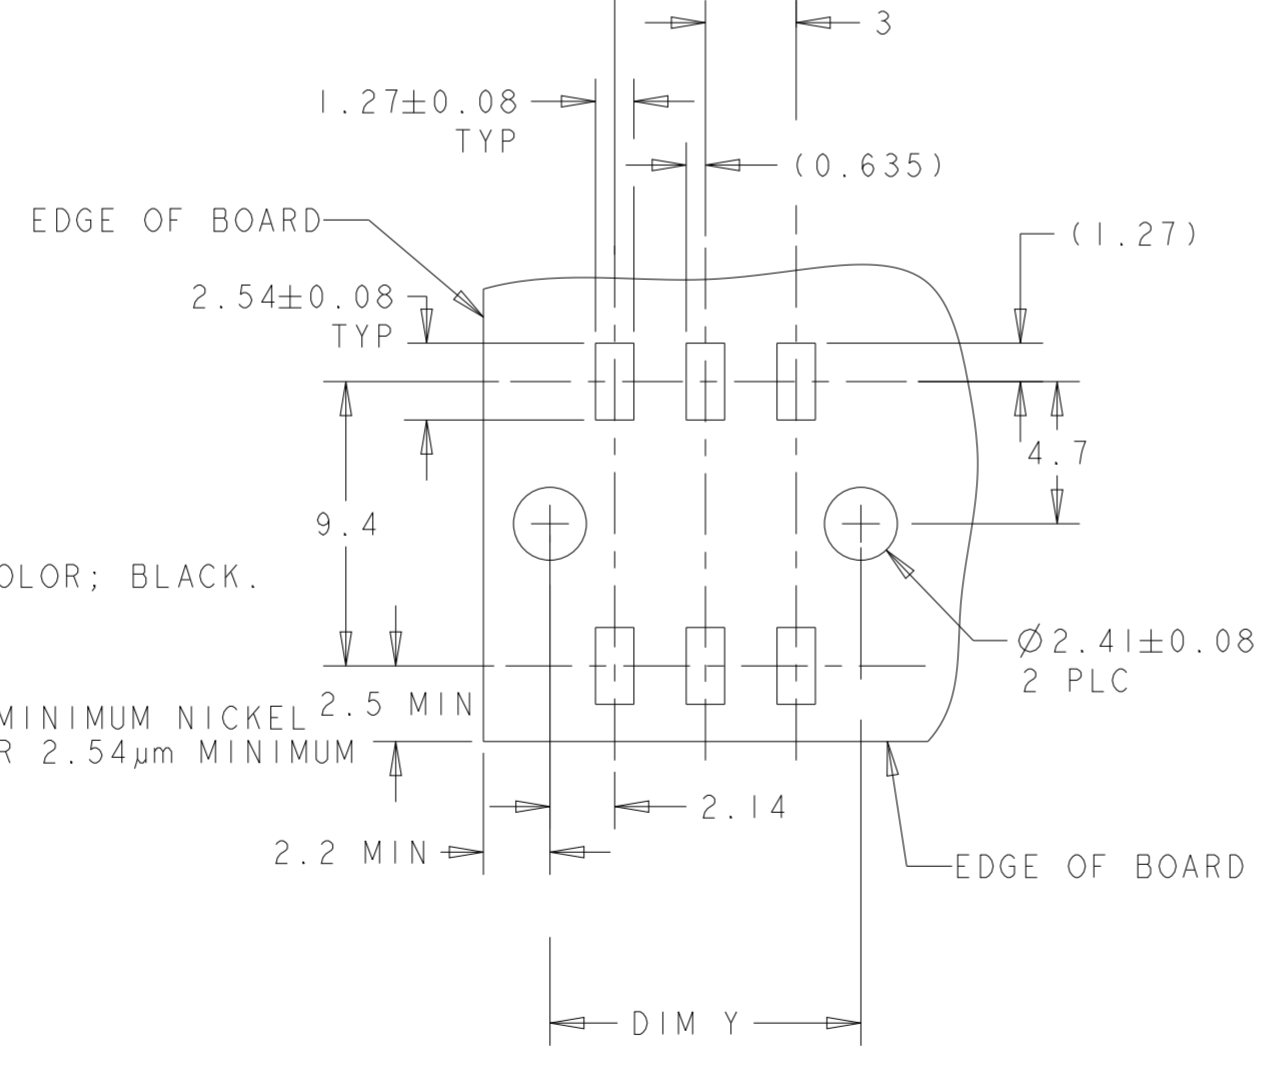 3
1.27±0.08
TYP
(0.635)
EDGE OF BOARD
(1.27)
2.54±0.08
TYP
4.7
9.4
OLOR; BLACK.
Ø2.41±0.08
2 PLC
2.5 MIN
MINIMUM NICKEL
R 2.54µm MINIMUM
2.14
2.2 MIN
EDGE OF BOARD
DIM Y